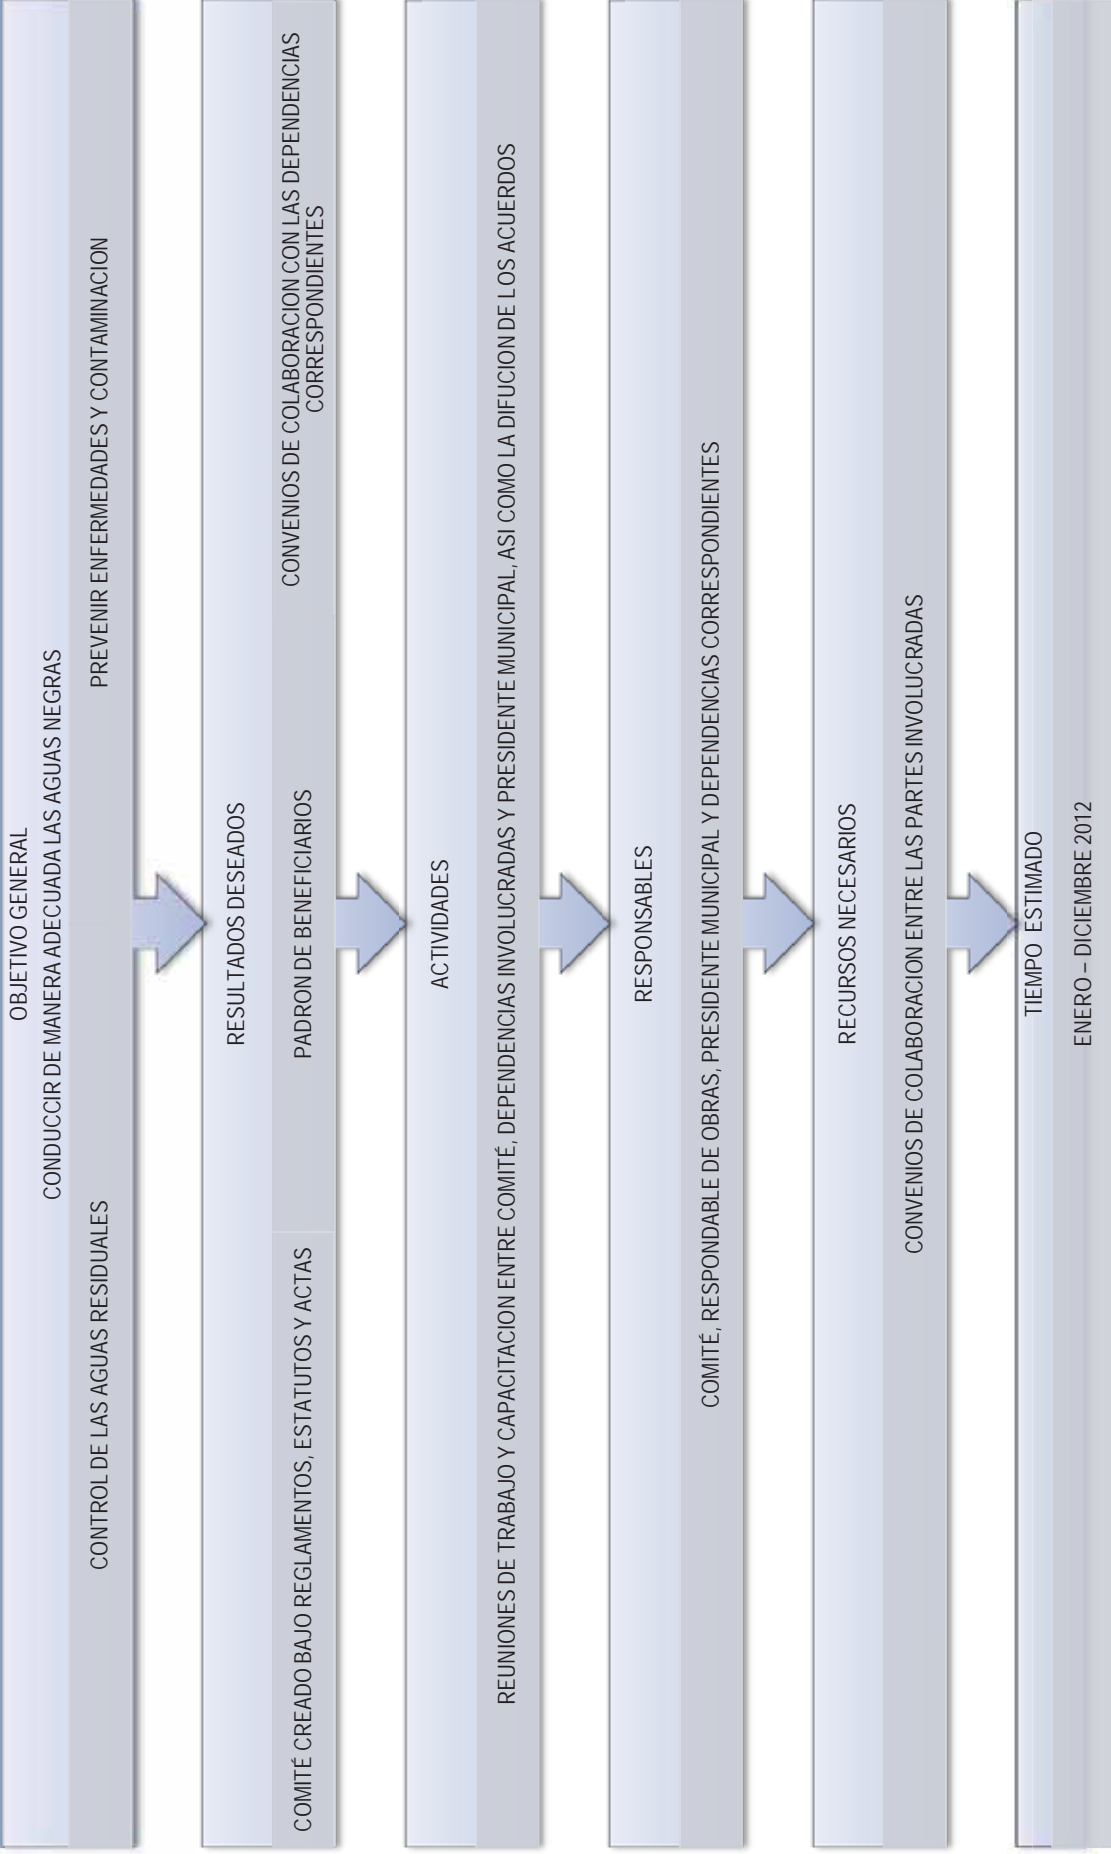 OBJETIVO GENERAL
CONDUCCIR DE MANERA ADECUADA LAS AGUAS NEGRAS
CONTROL DE LAS AGUAS RESIDUALES
PREVENIR ENFERMEDADES Y CONTAMINACION
RESULTADOS DESEADOS
COMITÉ CREADO BAJO REGLAMENTOS, ESTATUTOS Y ACTAS
PADRON DE BENEFICIARIOS
CONVENIOS DE COLABORACION CON LAS DEPENDENCIAS
CORRESPONDIENTES
ACTIVIDADES
REUNIONES DE TRABAJO Y CAPACITACION ENTRE COMITÉ, DEPENDENCIAS INVOLUCRADAS Y PRESIDENTE MUNICIPAL, ASI COMO LA DIFUCION DE LOS ACUERDOS
RESPONSABLES
COMITÉ, RESPONDABLE DE OBRAS, PRESIDENTE MUNICIPAL Y DEPENDENCIAS CORRESPONDIENTES
RECURSOS NECESARIOS
CONVENIOS DE COLABORACION ENTRE LAS PARTES INVOLUCRADAS
TIEMPO ESTIMADO
ENERO – DICIEMBRE 2012